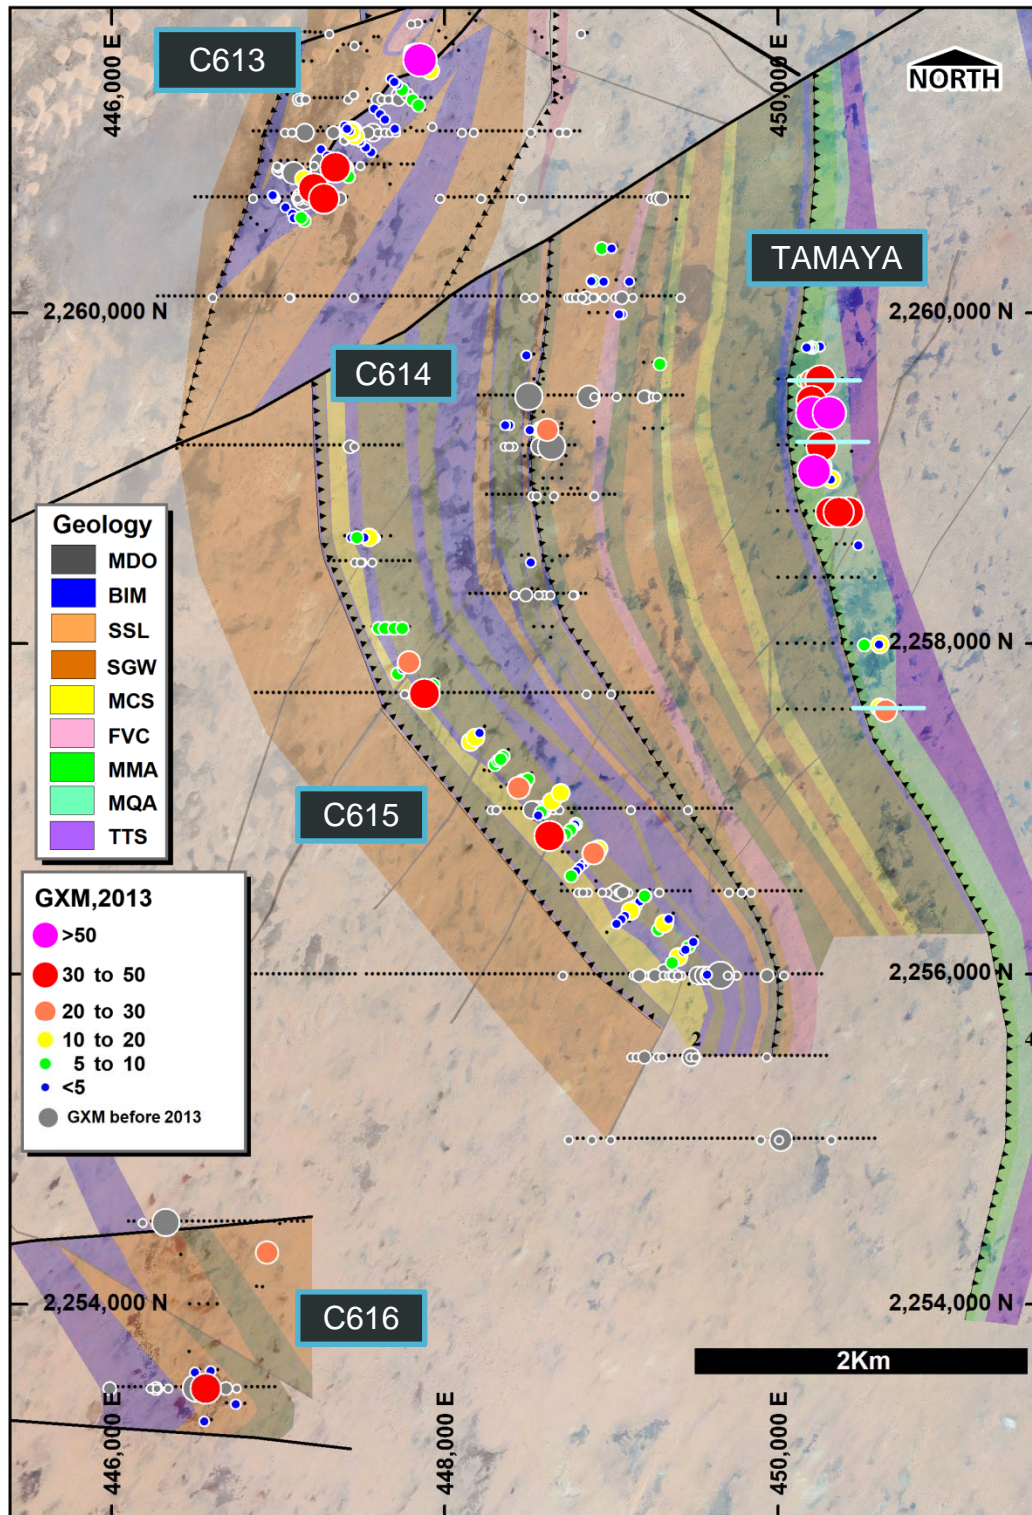 446,000 E
450,000 E
C613
NORTH
TAMAYA
2,260,000 N
2,260,000 N
C614
Geology
MDO
BIM
SSL
SGW
MCS
FVC
MMA
MQA
TTS
2,258,000 N
C615
GXM,2013
>50
30 to 50
20 to 30
10 to 20
5 to 10
<5
GXM before 2013
2,256,000 N
2
4
2,254,000 N
2,254,000 N
C616
2Km
446,000 E
448,000 E
450,000 E